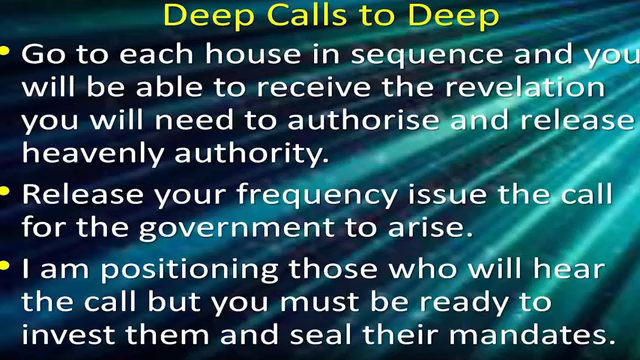 Deep Calls to Deep
• Go to each house in sequence and you
will be able to receive the revelation
you will need to authorise and release
heavenly authority.
• Release your frequency issue the call
for the government to arise.
• I am positioning those who will hear
the call but you must be ready to
invest them and seal their mandates.